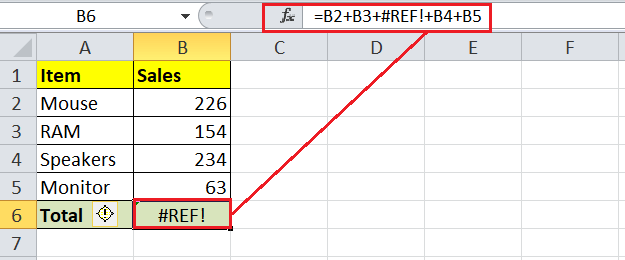 B6 fx =B2+B3+#REF!+B4+B5
A B C D E F
1 Item Sales
2 Mouse 226
3 RAM 154
4 Speakers 234
5 Monitor 63
6 Total #REF!
7